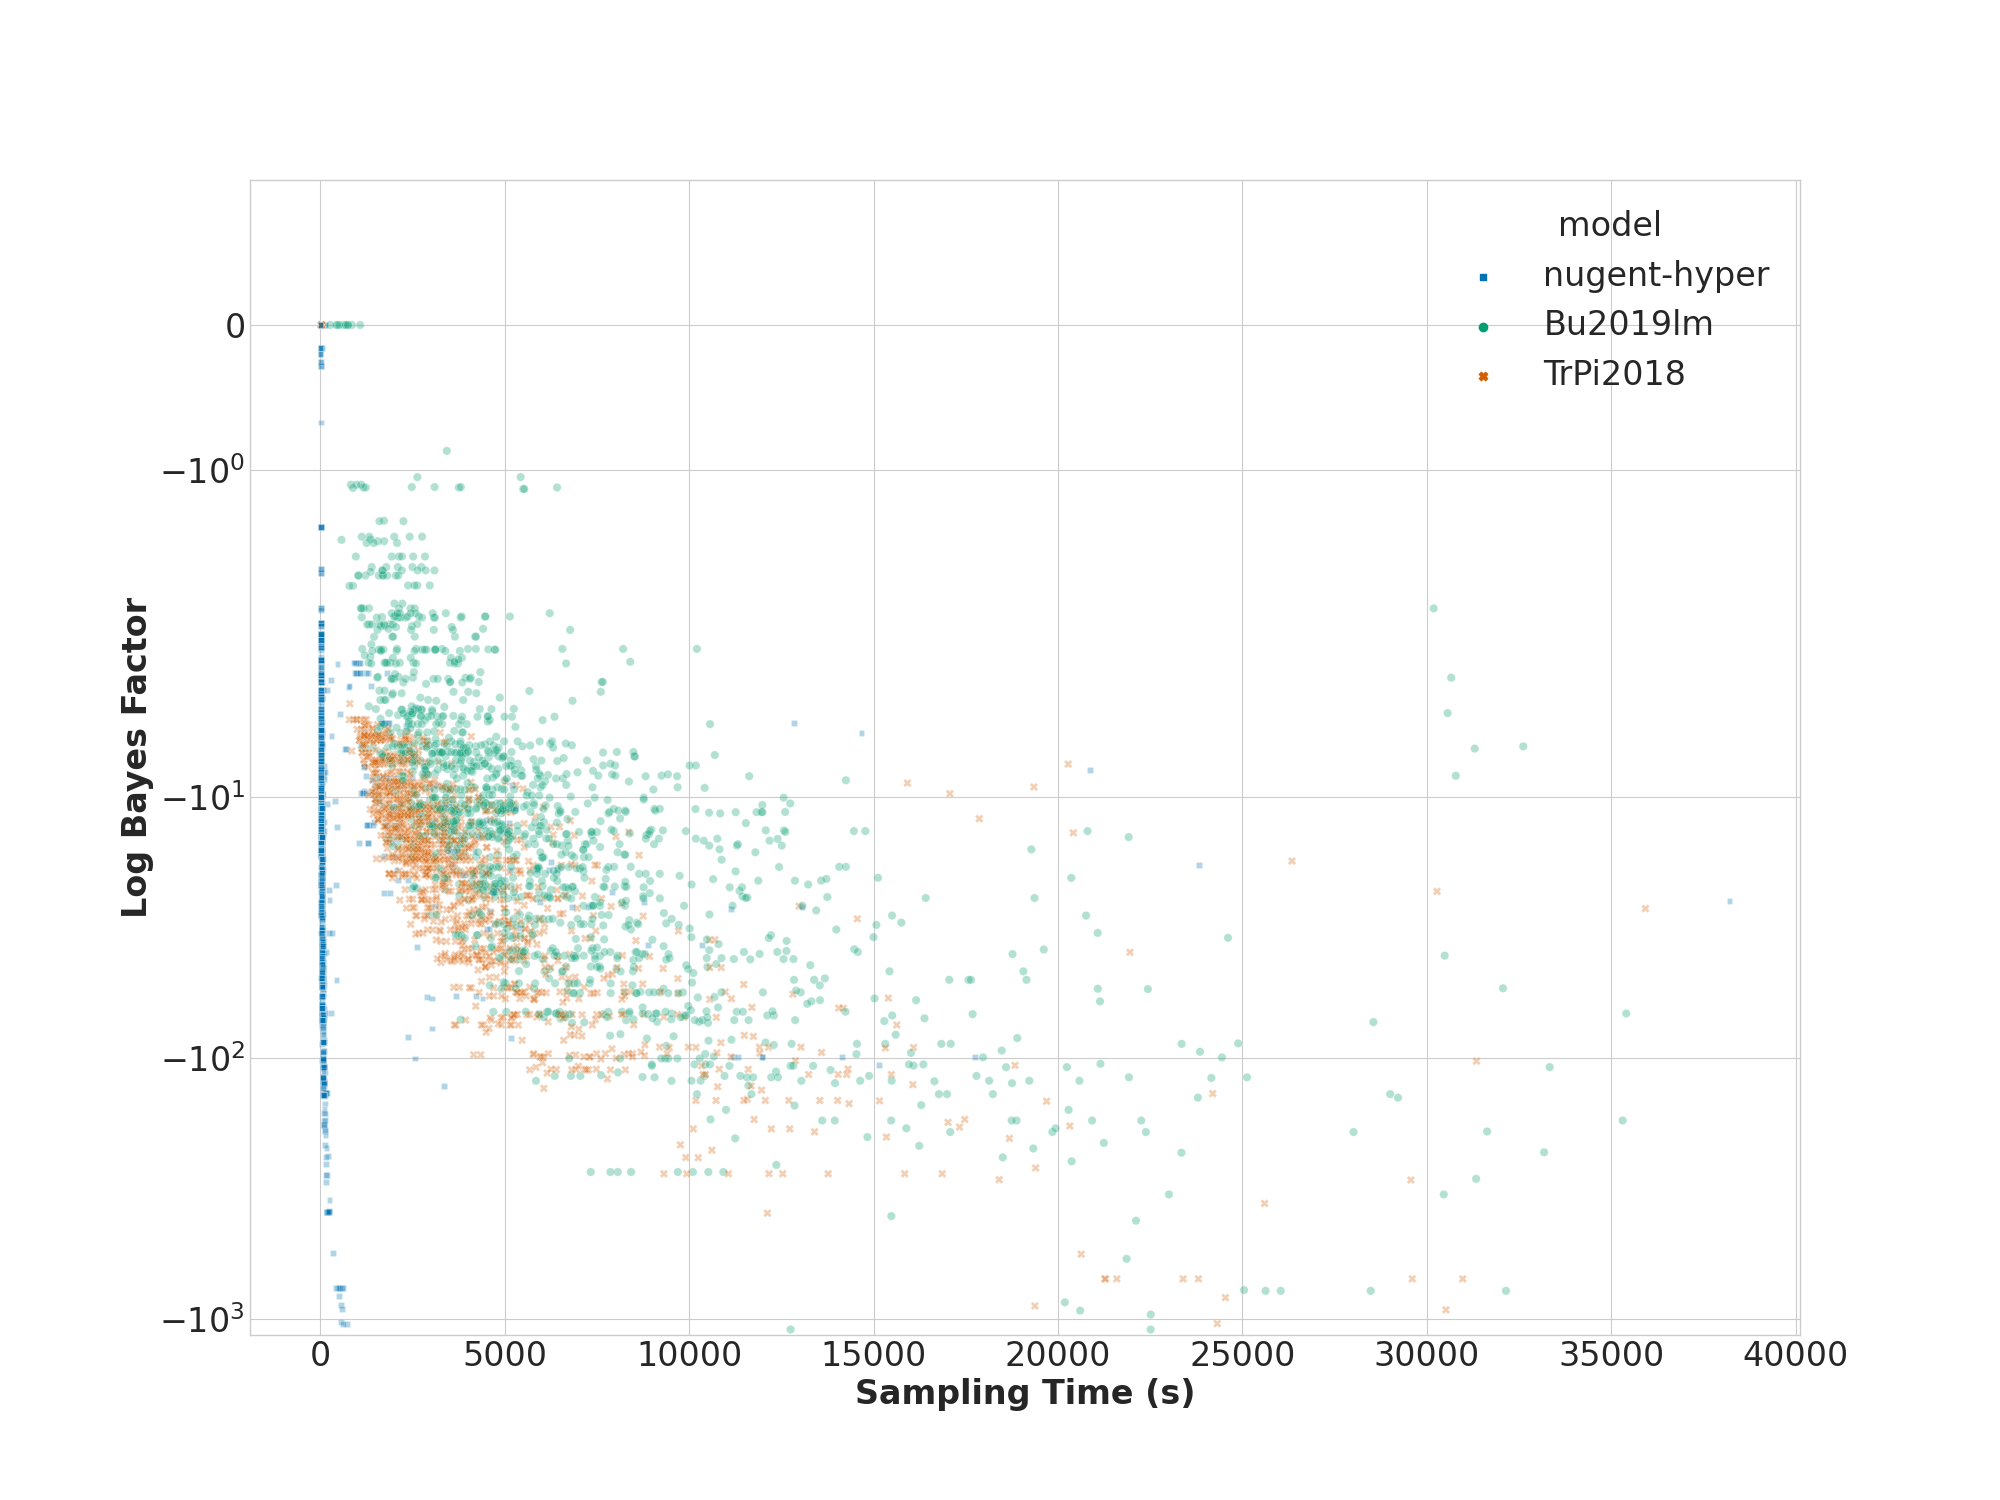 model
nugent-hyper
Bu2019lm
TrPi2018
Log Bayes Factor
0
−10⁰
−10¹
−10²
−10³
0 5000 10000 15000 20000 25000 30000 35000 40000
Sampling Time (s)